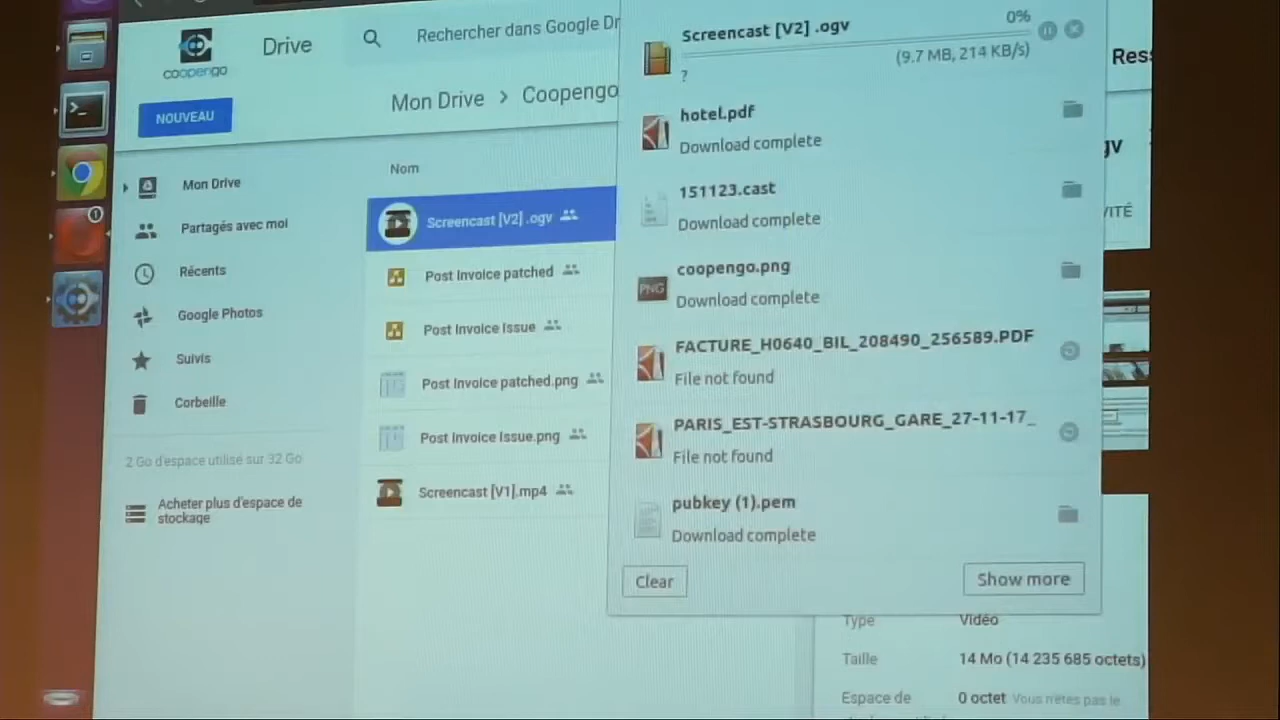 coopengo
Drive
Rechercher dans Google Dr
NOUVEAU
Mon Drive > Coopengo
Nom
Mon Drive
Partagés avec moi
Récents
Google Photos
Suivis
Corbeille
2 Go d'espace utilisé sur 32 Go
Acheter plus d'espace de
stockage
Screencast [V2] .ogv
Post Invoice patched
Post Invoice Issue
Post Invoice patched.png
Post Invoice Issue.png
Screencast [V1].mp4
Screencast [V2] .ogv
0%
(9.7 MB, 214 KB/s)
?
hotel.pdf
Download complete
151123.cast
Download complete
coopengo.png
PNG
Download complete
FACTURE_H0640_BIL_208490_256589.PDF
File not found
PARIS_EST-STRASBOURG_GARE_27-11-17_
File not found
pubkey (1).pem
Download complete
Clear
Show more
Ress
gv
VITÉ
Type
Vidéo
Taille
14 Mo (14 235 685 octets)
Espace de
0 octet Vous n'êtes pas le